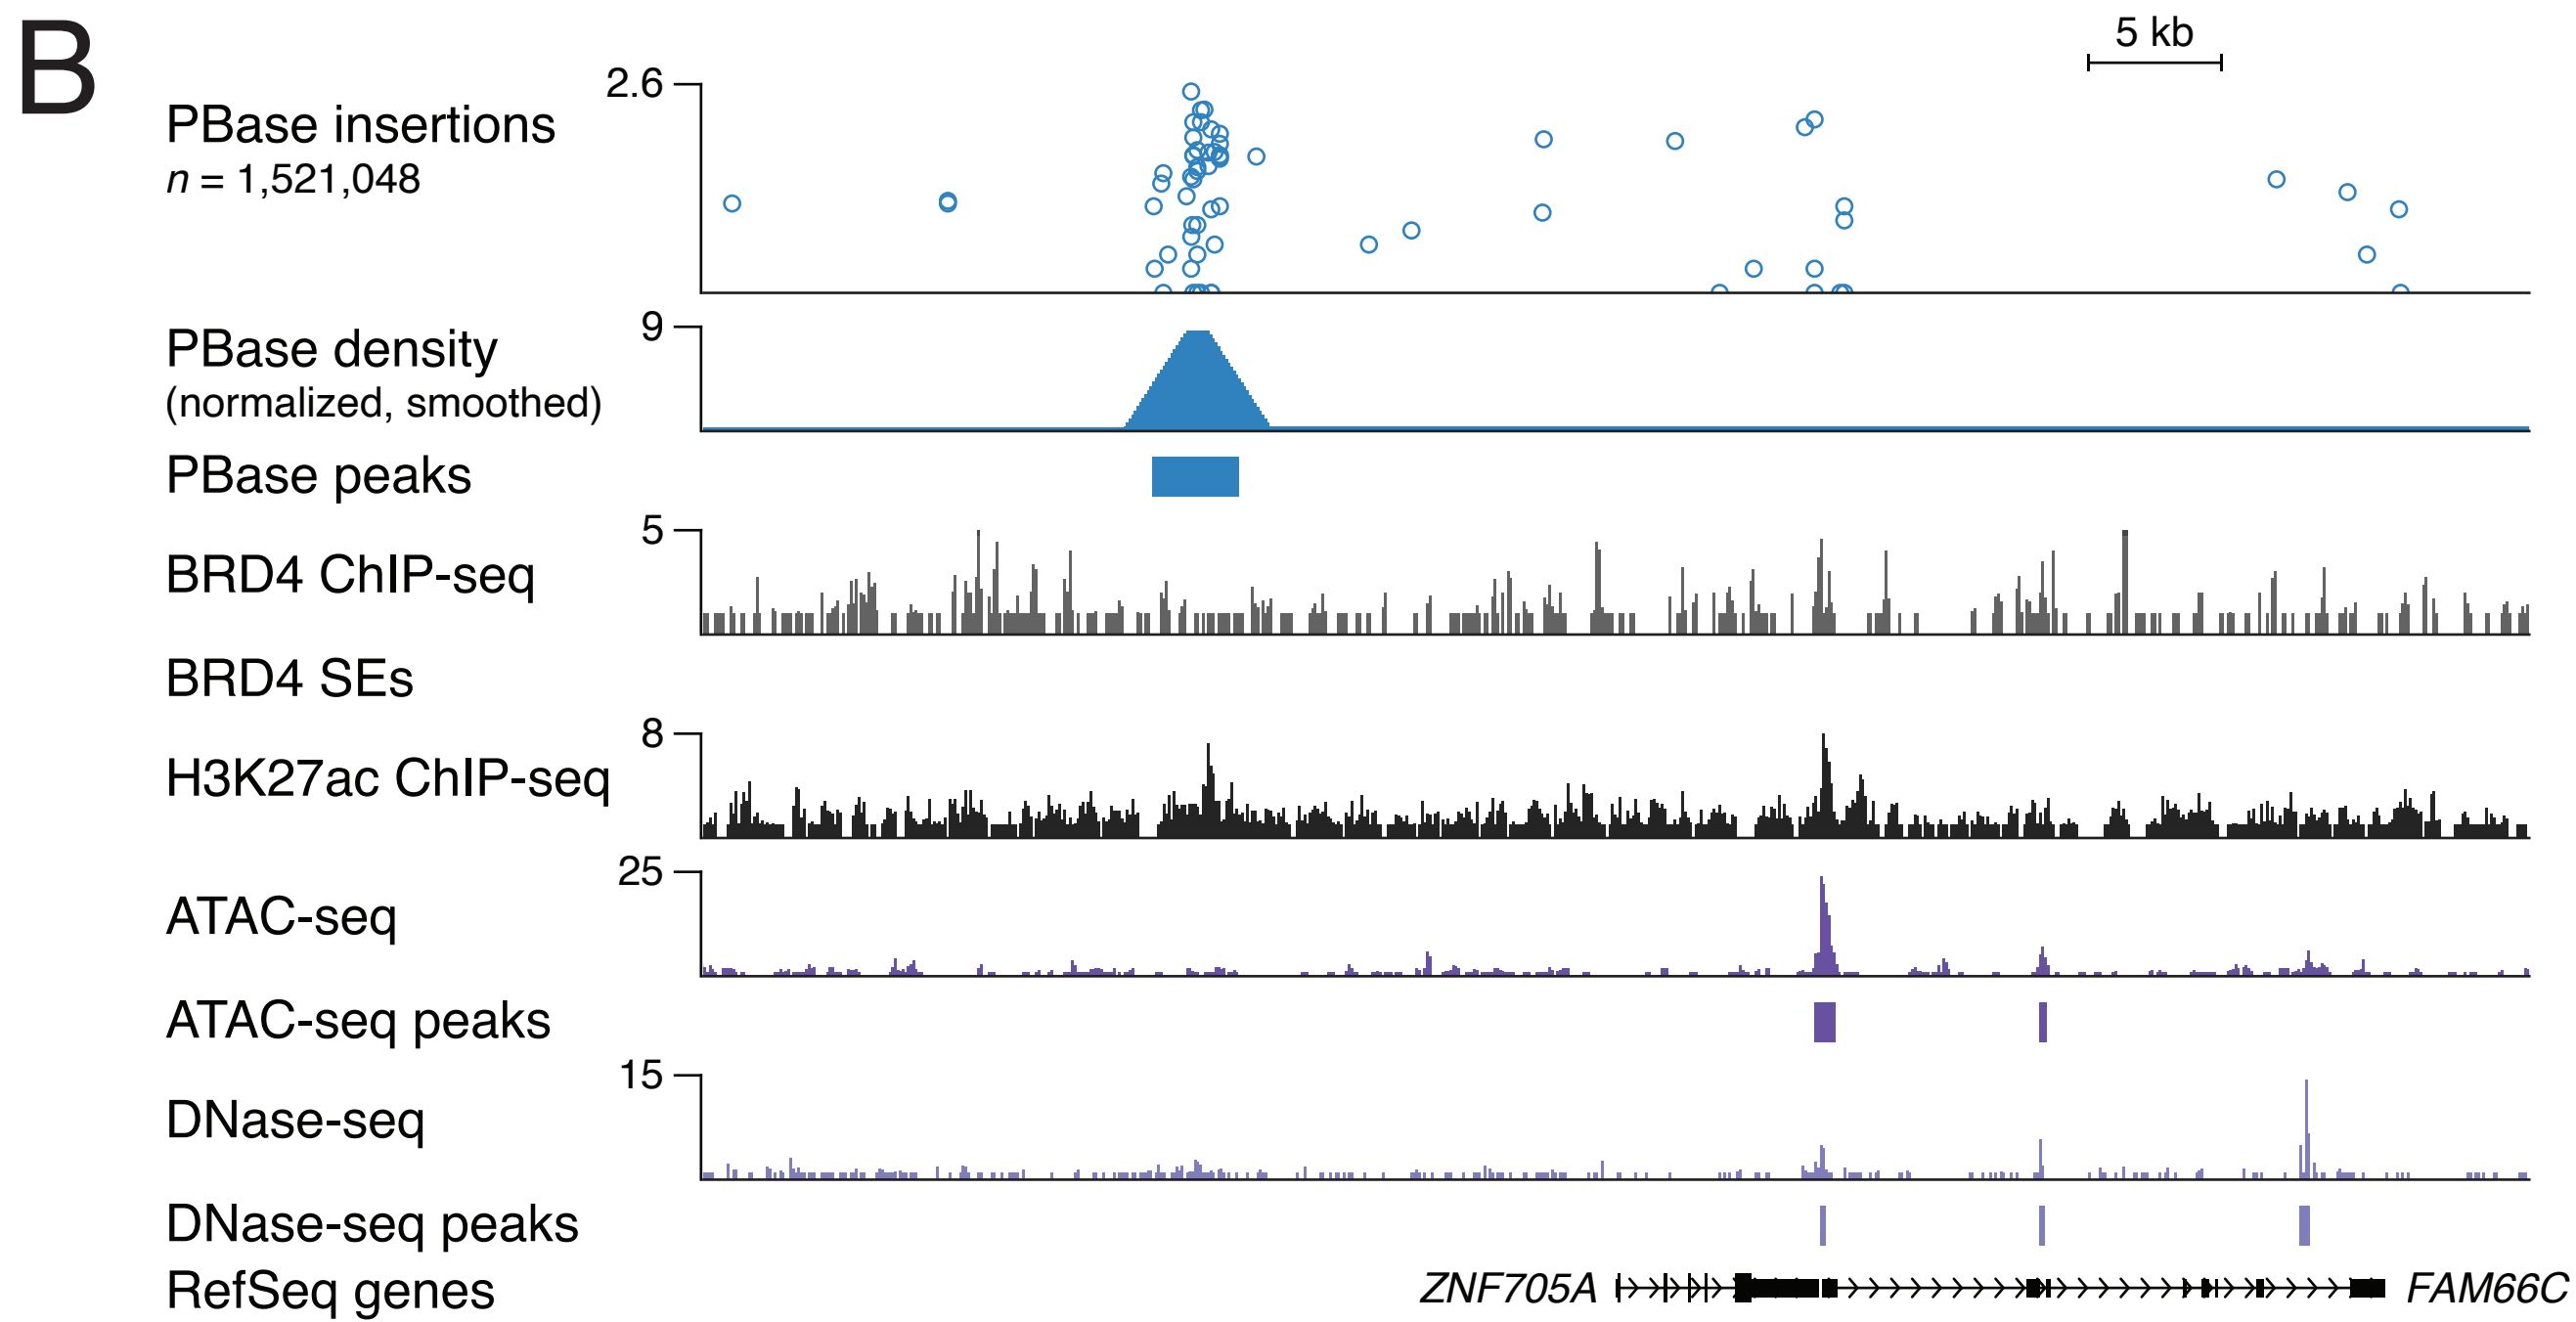 B
5 kb
2.6
PBase insertions
n = 1,521,048
9
PBase density
(normalized, smoothed)
PBase peaks
5
BRD4 ChIP-seq
BRD4 SEs
8
H3K27ac ChIP-seq
25
ATAC-seq
ATAC-seq peaks
15
DNase-seq
DNase-seq peaks
RefSeq genes ZNF705A FAM66C